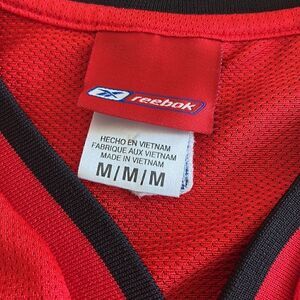 Reebok
HECHO EN VIETNAM
FABRIQUE AUX VIETNAM
MADE IN VIETNAM
M/M/M